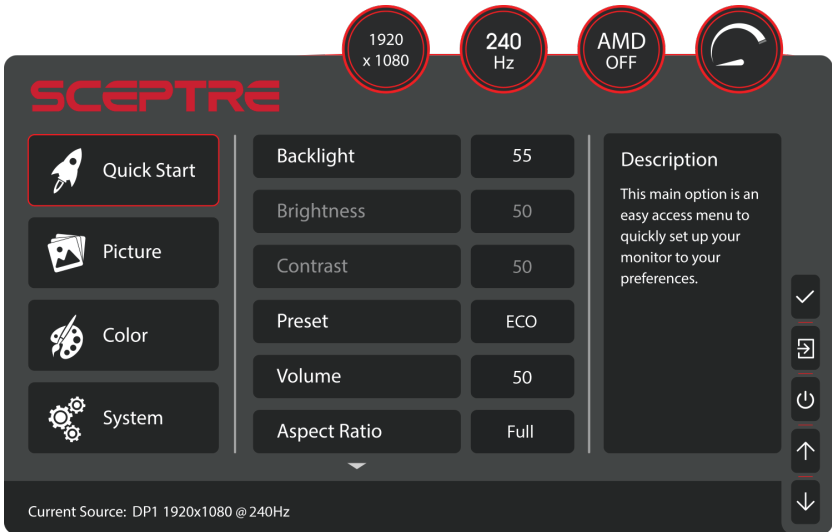 1920
x 1080
240
Hz
AMD
OFF
SCEPTRE
Quick Start
Picture
Color
System
Backlight 55
Brightness 50
Contrast 50
Preset ECO
Volume 50
Aspect Ratio Full
Description
This main option is an
easy access menu to
quickly set up your
monitor to your
preferences.
Current Source: DP1 1920x1080 @ 240Hz